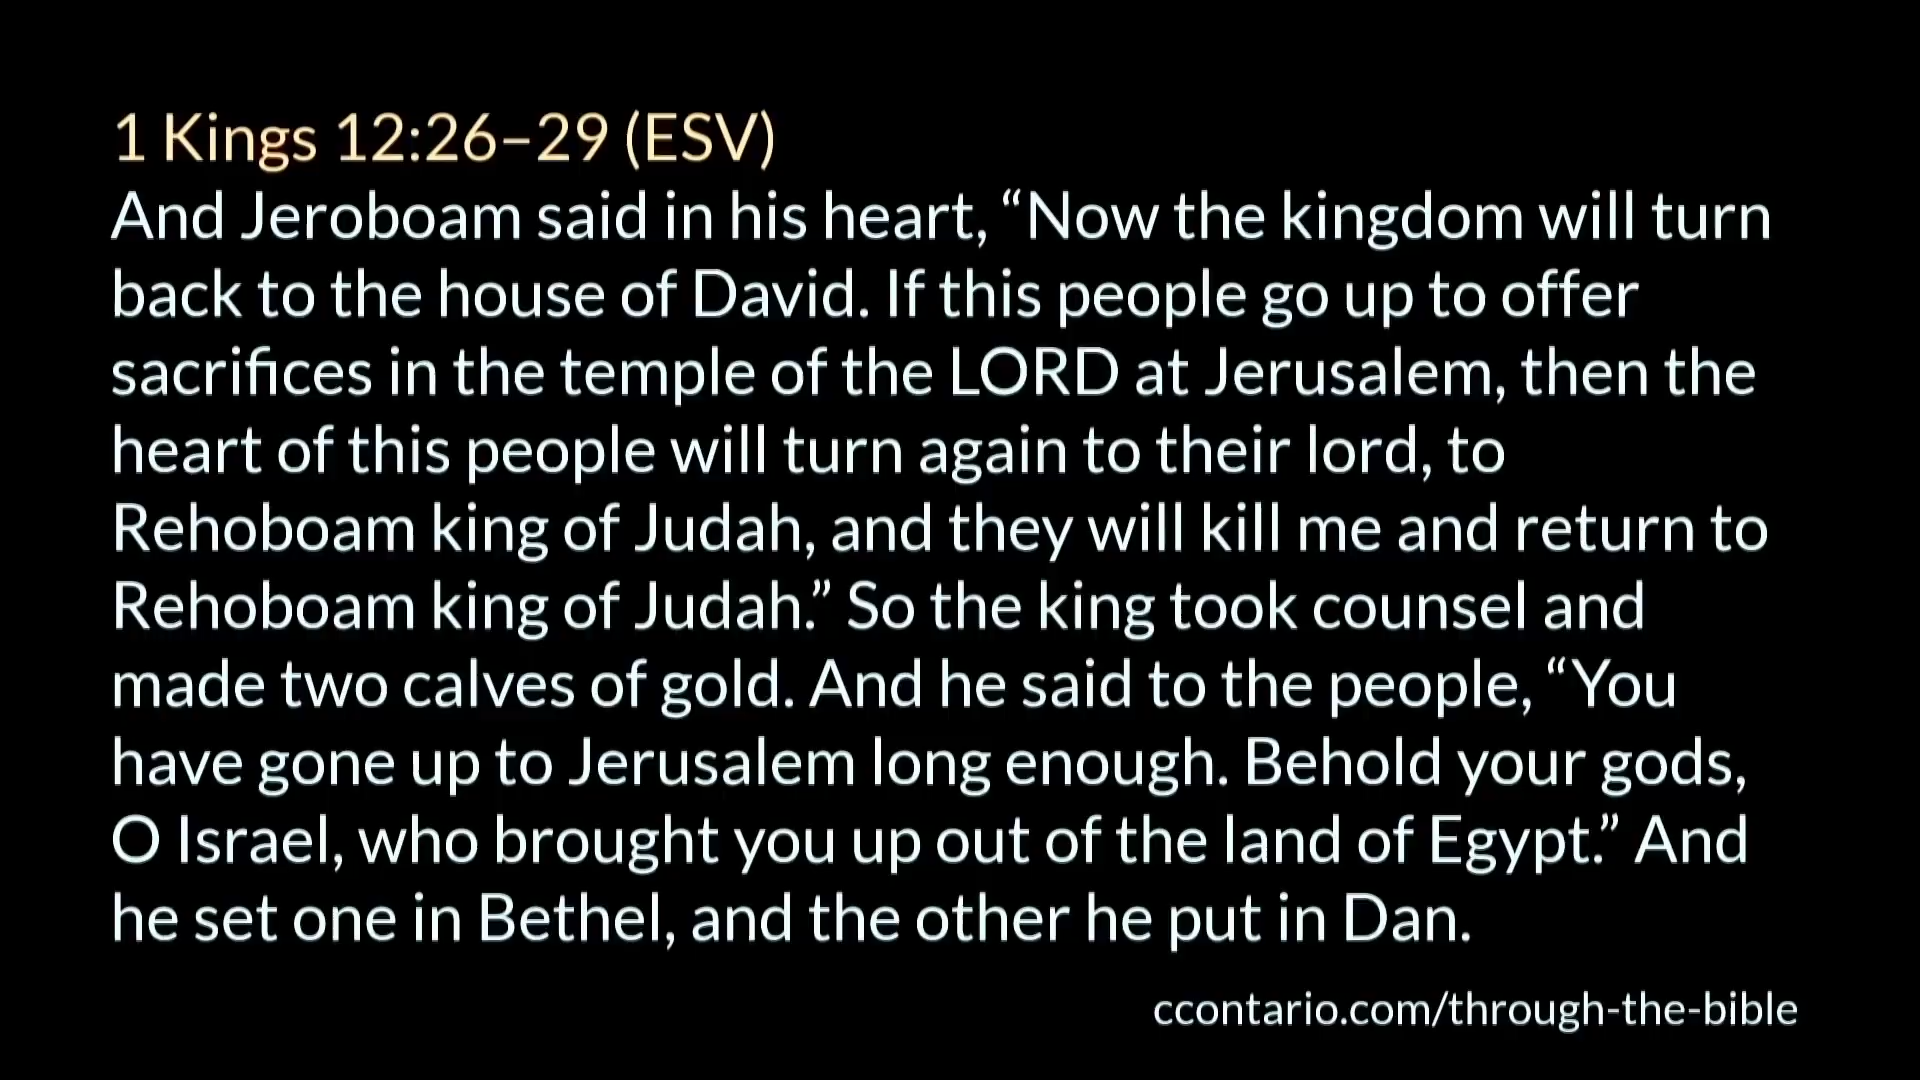 1 Kings 12:26–29 (ESV)
And Jeroboam said in his heart, “Now the kingdom will turn
back to the house of David. If this people go up to offer
sacrifices in the temple of the LORD at Jerusalem, then the
heart of this people will turn again to their lord, to
Rehoboam king of Judah, and they will kill me and return to
Rehoboam king of Judah.” So the king took counsel and
made two calves of gold. And he said to the people, “You
have gone up to Jerusalem long enough. Behold your gods,
O Israel, who brought you up out of the land of Egypt.” And
he set one in Bethel, and the other he put in Dan.
ccontario.com/through-the-bible